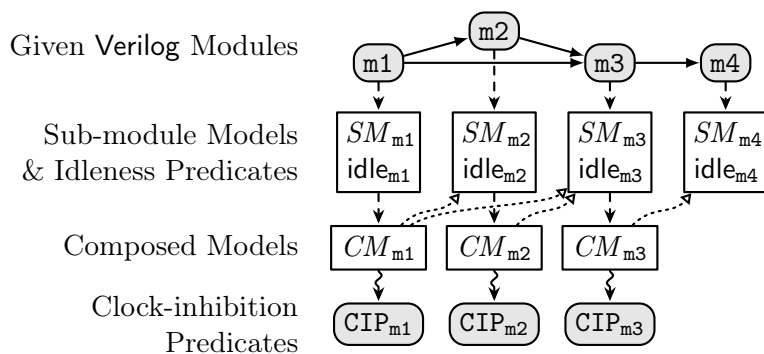 Given Verilog Modules
m1
m2
m3
m4
Sub-module Models
& Idleness Predicates
SMm1
idlem1
SMm2
idlem2
SMm3
idlem3
SMm4
idlem4
Composed Models
CMm1
CMm2
CMm3
Clock-inhibition
Predicates
CIPm1
CIPm2
CIPm3